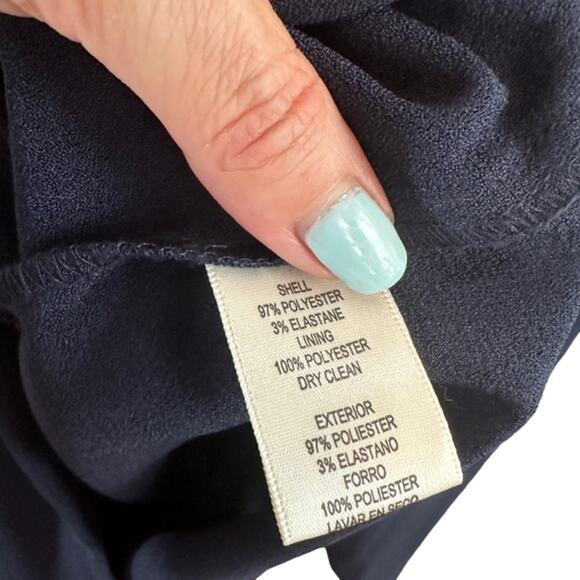 SHELL
97% POLYESTER
3% ELASTANE
LINING
100% POLYESTER
DRY CLEAN
EXTERIOR
97% POLIESTER
3% ELASTANO
FORRO
100% POLIESTER
LAVAR EN SECO